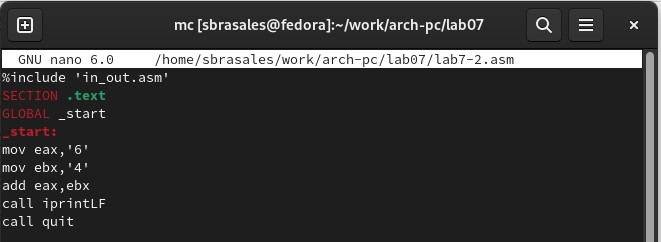 mc [sbrasales@fedora]:~/work/arch-pc/lab07
GNU nano 6.0 /home/sbrasales/work/arch-pc/lab07/lab7-2.asm
%include 'in_out.asm'
SECTION .text
GLOBAL _start
_start:
mov eax,'6'
mov ebx,'4'
add eax,ebx
call iprintLF
call quit